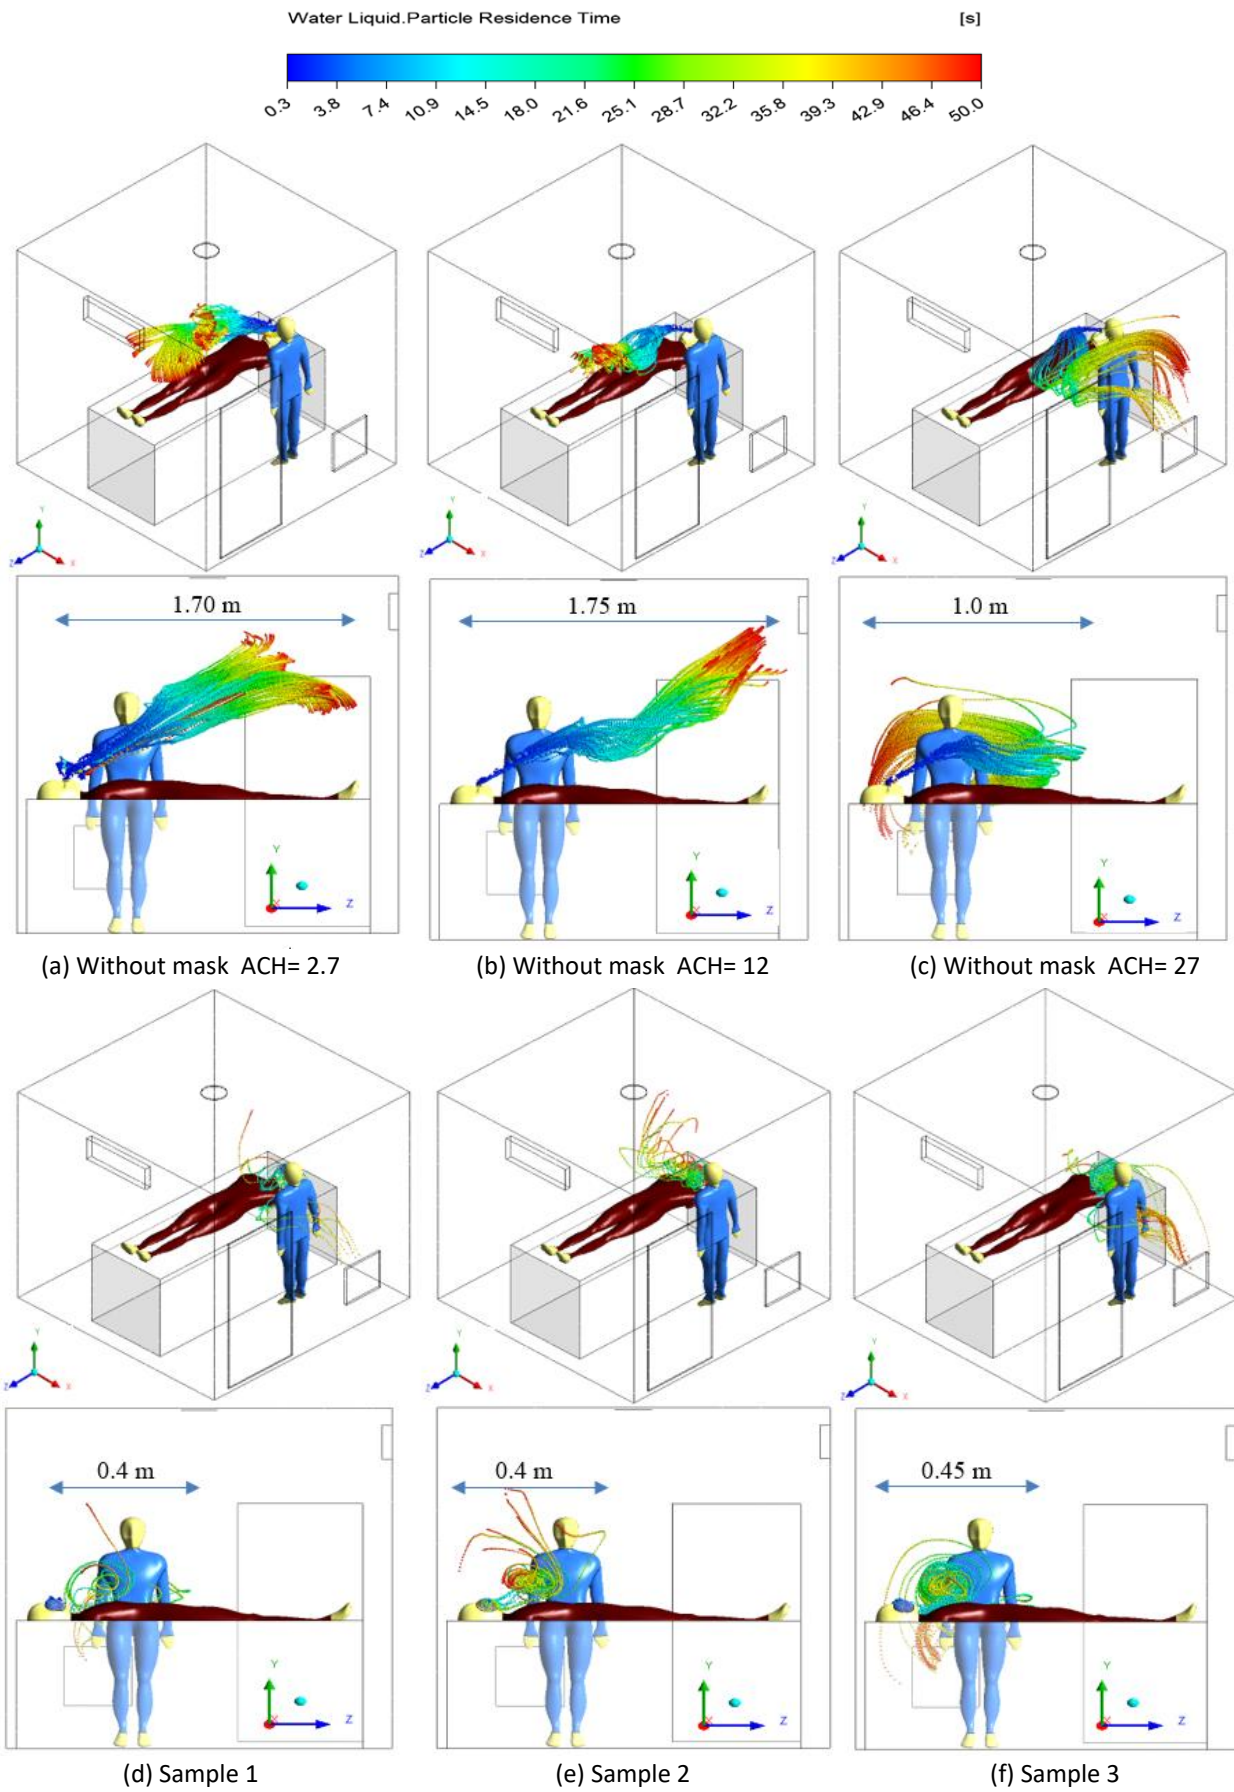 Water Liquid.Particle Residence Time [s]
0.3 3.8 7.4 10.9 14.5 18.0 21.6 25.1 28.7 32.2 35.8 39.3 42.9 46.4 50.0
Y Z X Y Z X Y Z X
1.70 m 1.75 m 1.0 m
Y X Z Y X Z Y X Z
(a) Without mask ACH= 2.7 (b) Without mask ACH= 12 (c) Without mask ACH= 27
Y Z X Y Z X Y Z X
0.4 m 0.4 m 0.45 m
Y X Z Y X Z Y X Z
(d) Sample 1 (e) Sample 2 (f) Sample 3